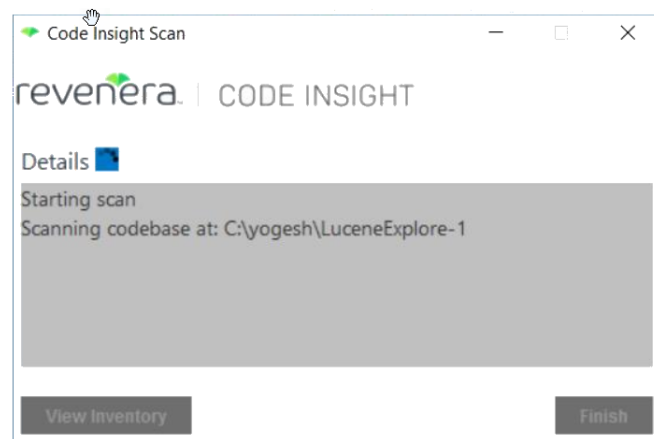 Code Insight Scan
revenera. CODE INSIGHT
Details
Starting scan
Scanning codebase at: C:\yogesh\LuceneExplore-1
View Inventory Finish